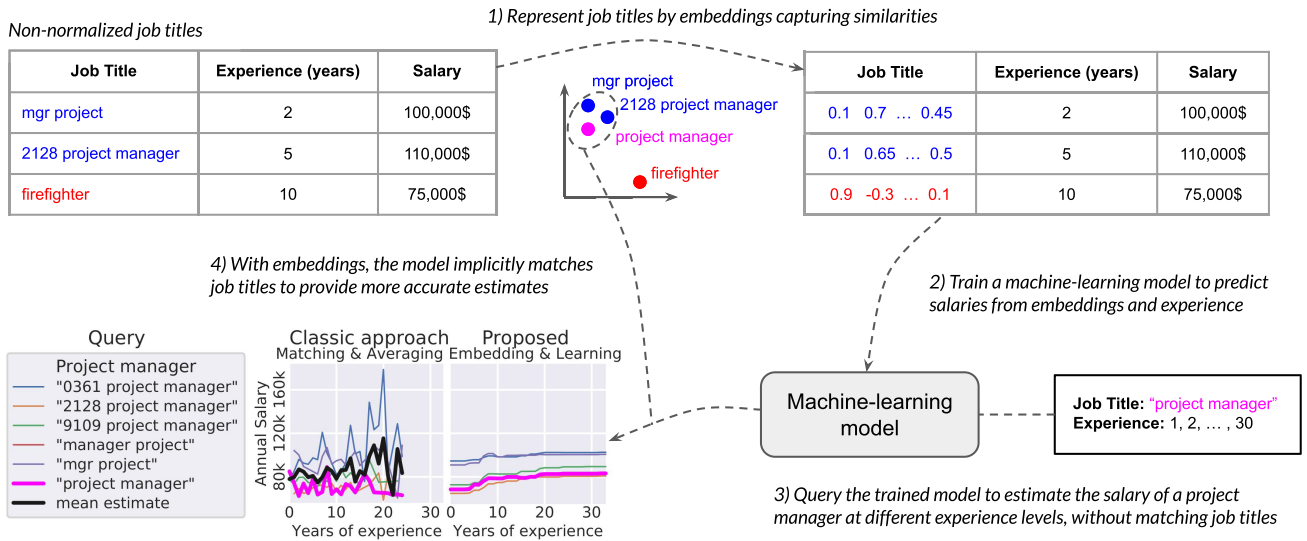 1) Represent job titles by embeddings capturing similarities
Non-normalized job titles
Job Title Experience (years) Salary
mgr project 2 100,000$
2128 project manager 5 110,000$
firefighter 10 75,000$
mgr project
2128 project manager
project manager
firefighter
Job Title Experience (years) Salary
0.1 0.7 … 0.45 2 100,000$
0.1 0.65 … 0.5 5 110,000$
0.9 -0.3 … 0.1 10 75,000$
4) With embeddings, the model implicitly matches
job titles to provide more accurate estimates
2) Train a machine-learning model to predict
salaries from embeddings and experience
Query
Project manager
"0361 project manager"
"2128 project manager"
"9109 project manager"
"manager project"
"mgr project"
"project manager"
mean estimate
Classic approach
Matching & Averaging
Proposed
Embedding & Learning
Annual Salary
160k
120k
80k
0 10 20 30
Years of experience
0 10 20 30
Years of experience
Machine-learning
model
Job Title: “project manager”
Experience: 1, 2, … , 30
3) Query the trained model to estimate the salary of a project
manager at different experience levels, without matching job titles